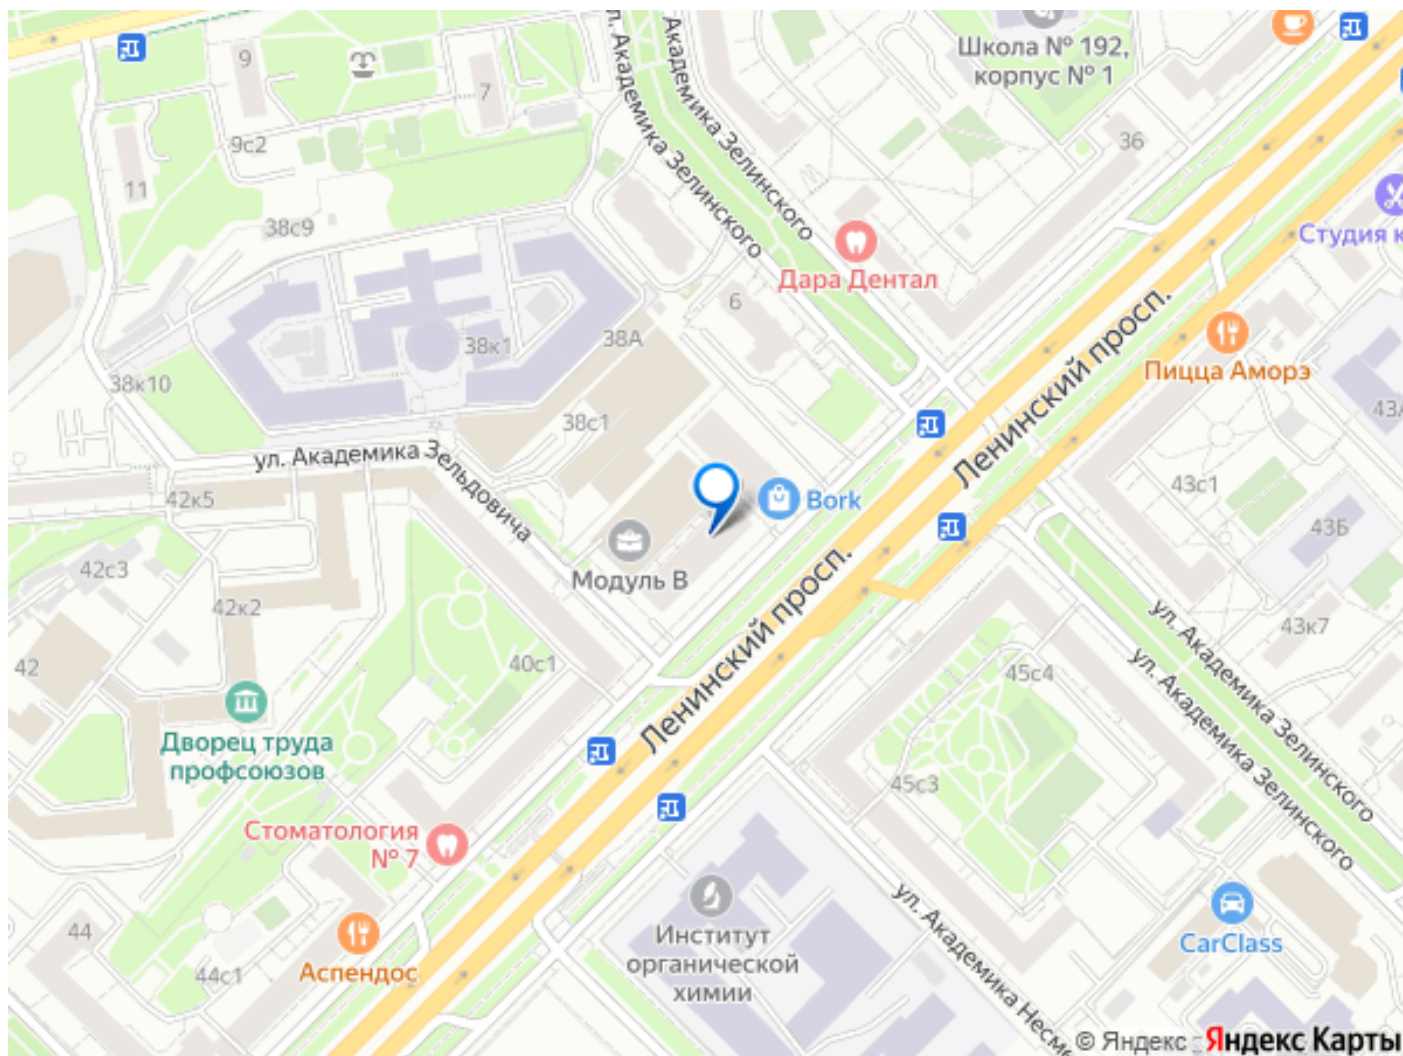 ул. Академика Зелинского
Академика Зелинского
Школа № 192,
корпус № 1
9
7
9с2
11
36
38с9
Студия к
Дара Дентал
6
Ленинский просп.
38А
38к1
Пицца Аморэ
38к10
38с1
43А
ул. Академика Зельдовича
42к5
Bork
43с1
43Б
Модуль В
42с3
42к2
Ленинский просп.
ул. Академика Зелинского
43к7
42
40с1
45с4
ул. Академика Зелинского
Дворец труда
профсоюзов
45с3
Стоматология
№ 7
ул. Академика Несме
44
Институт
органической
химии
CarClass
Аспендос
44с1
© Яндекс
Яндекс Карты